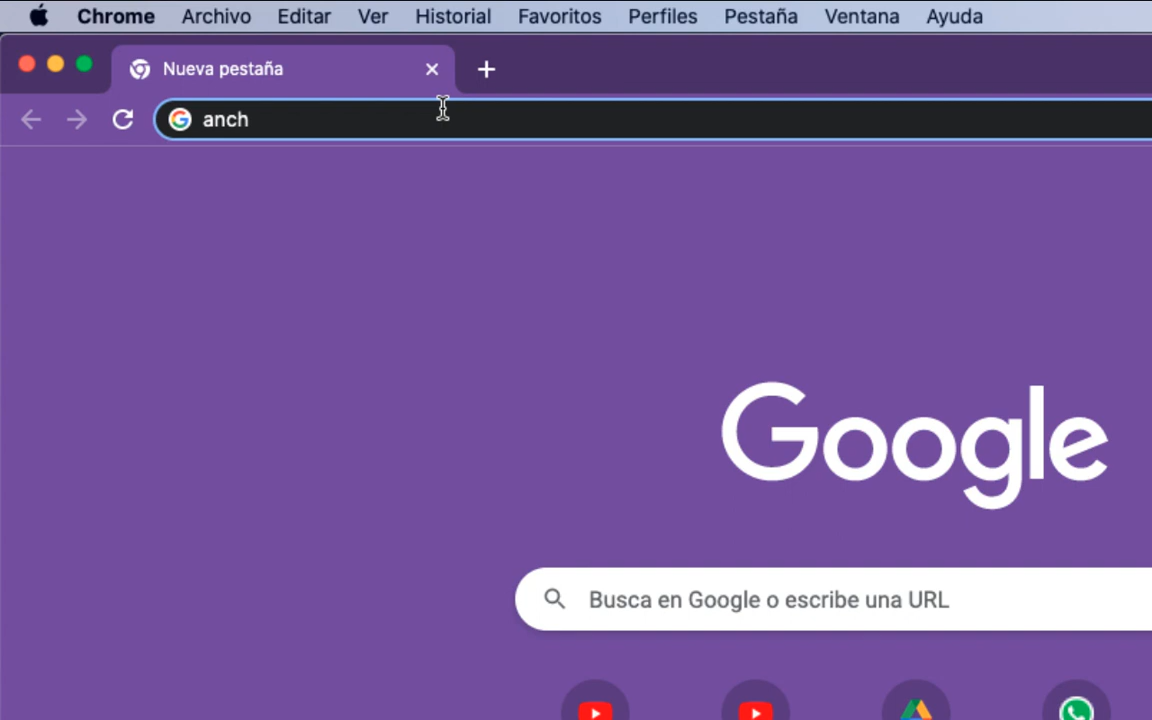 Chrome Archivo Editar Ver Historial Favoritos Perfiles Pestaña Ventana Ayuda
Nueva pestaña
anch
Google
Busca en Google o escribe una URL